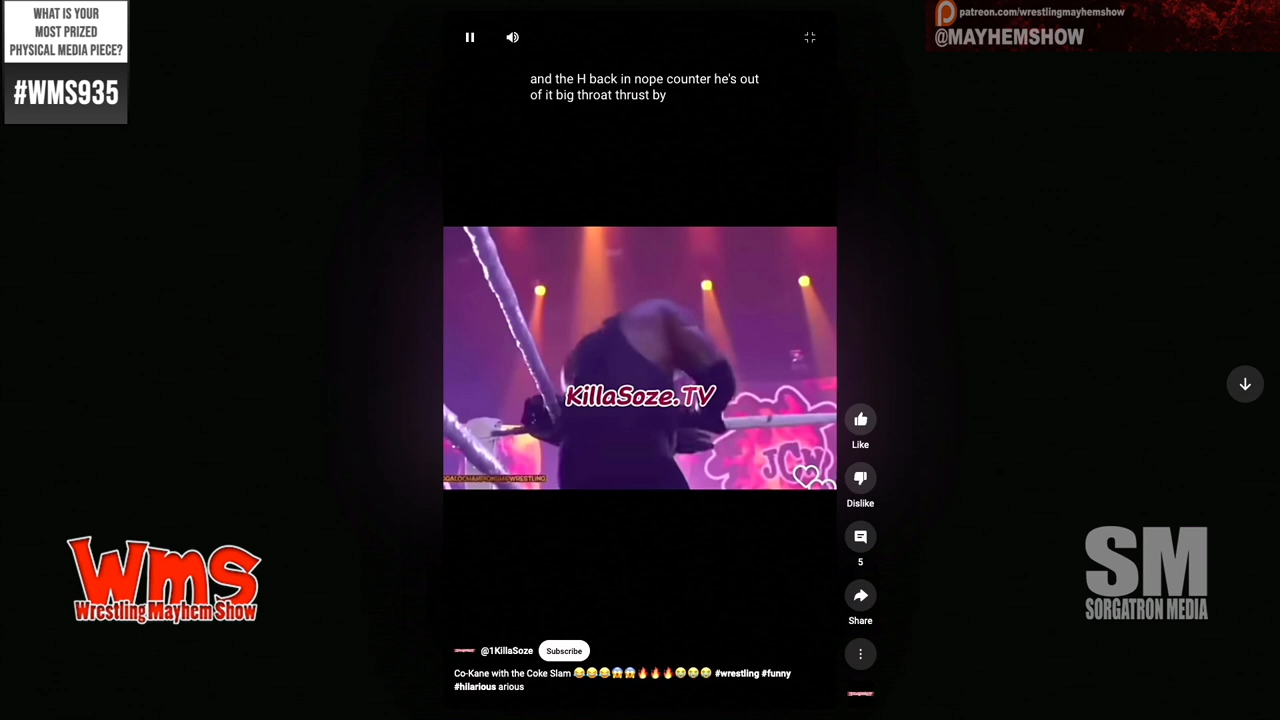 WHAT IS YOUR
MOST PRIZED
PHYSICAL MEDIA PIECE?
#WMS935
patreon.com/wrestlingmayhemshow
@MAYHEMSHOW
and the H back in nope counter he's out
of it big throat thrust by
KillaSoze.TV
JCW
Like
Dislike
5
Share
WMS
Wrestling Mayhem Show
SM
SORGATRON MEDIA
@1KillaSoze
Subscribe
Co-Kane with the Coke Slam 😂😂😂😱😱🔥🔥🔥😭😭😭 #wrestling #funny
#hilarious arious